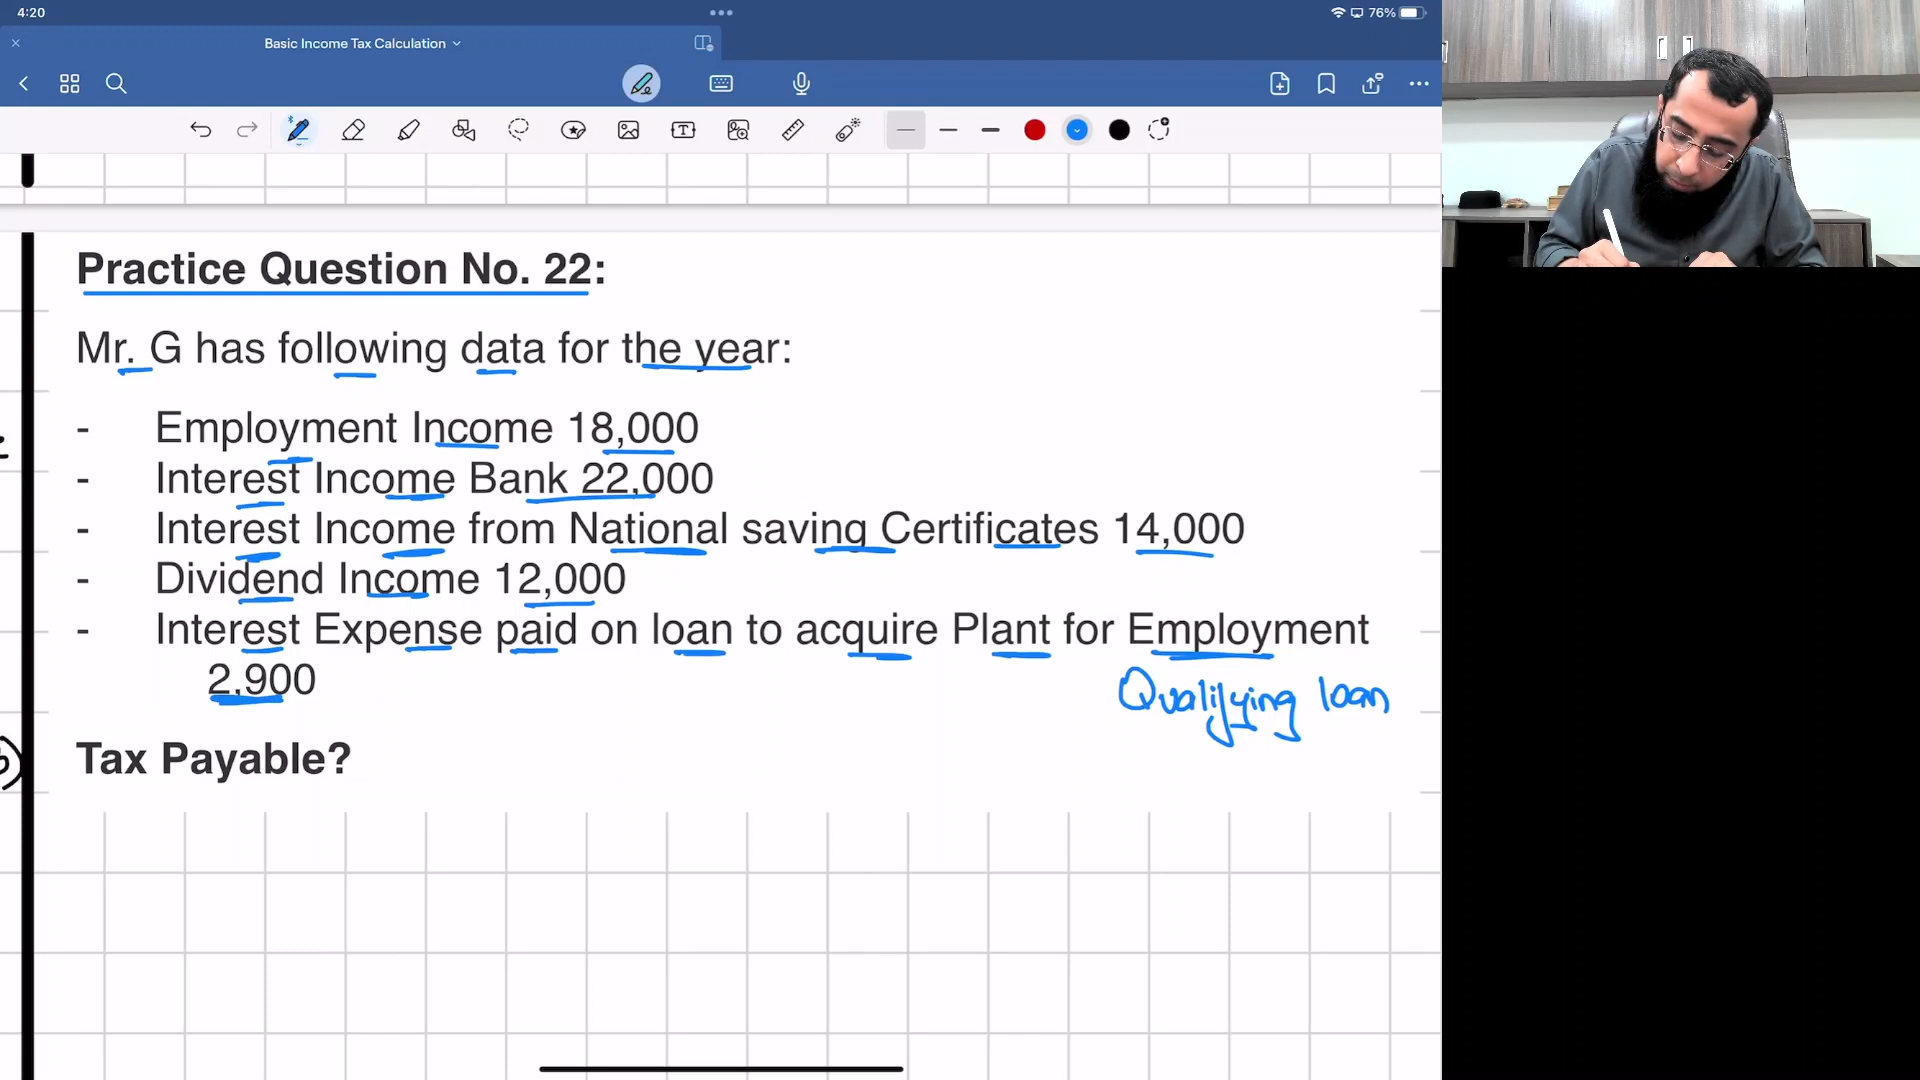 4:20
76%
Basic Income Tax Calculation
Practice Question No. 22:
Mr. G has following data for the year:
- Employment Income 18,000
- Interest Income Bank 22,000
- Interest Income from National saving Certificates 14,000
- Dividend Income 12,000
- Interest Expense paid on loan to acquire Plant for Employment
2,900
Qualifying loan
Tax Payable?